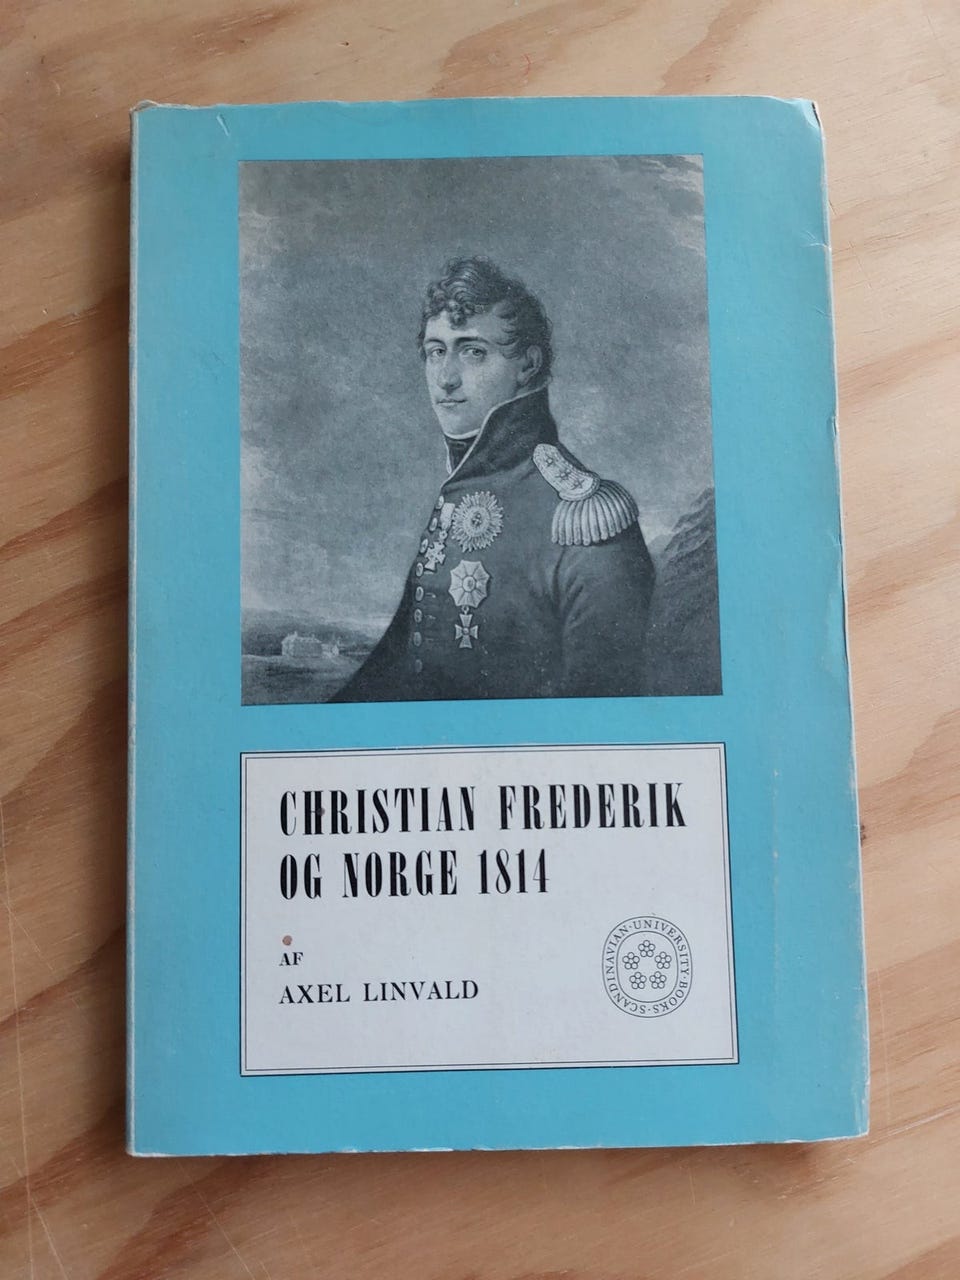 CHRISTIAN FREDERIK
OG NORGE 1814
AF
AXEL LINVALD
SCANDINAVIAN·UNIVERSITY·BOOKS·